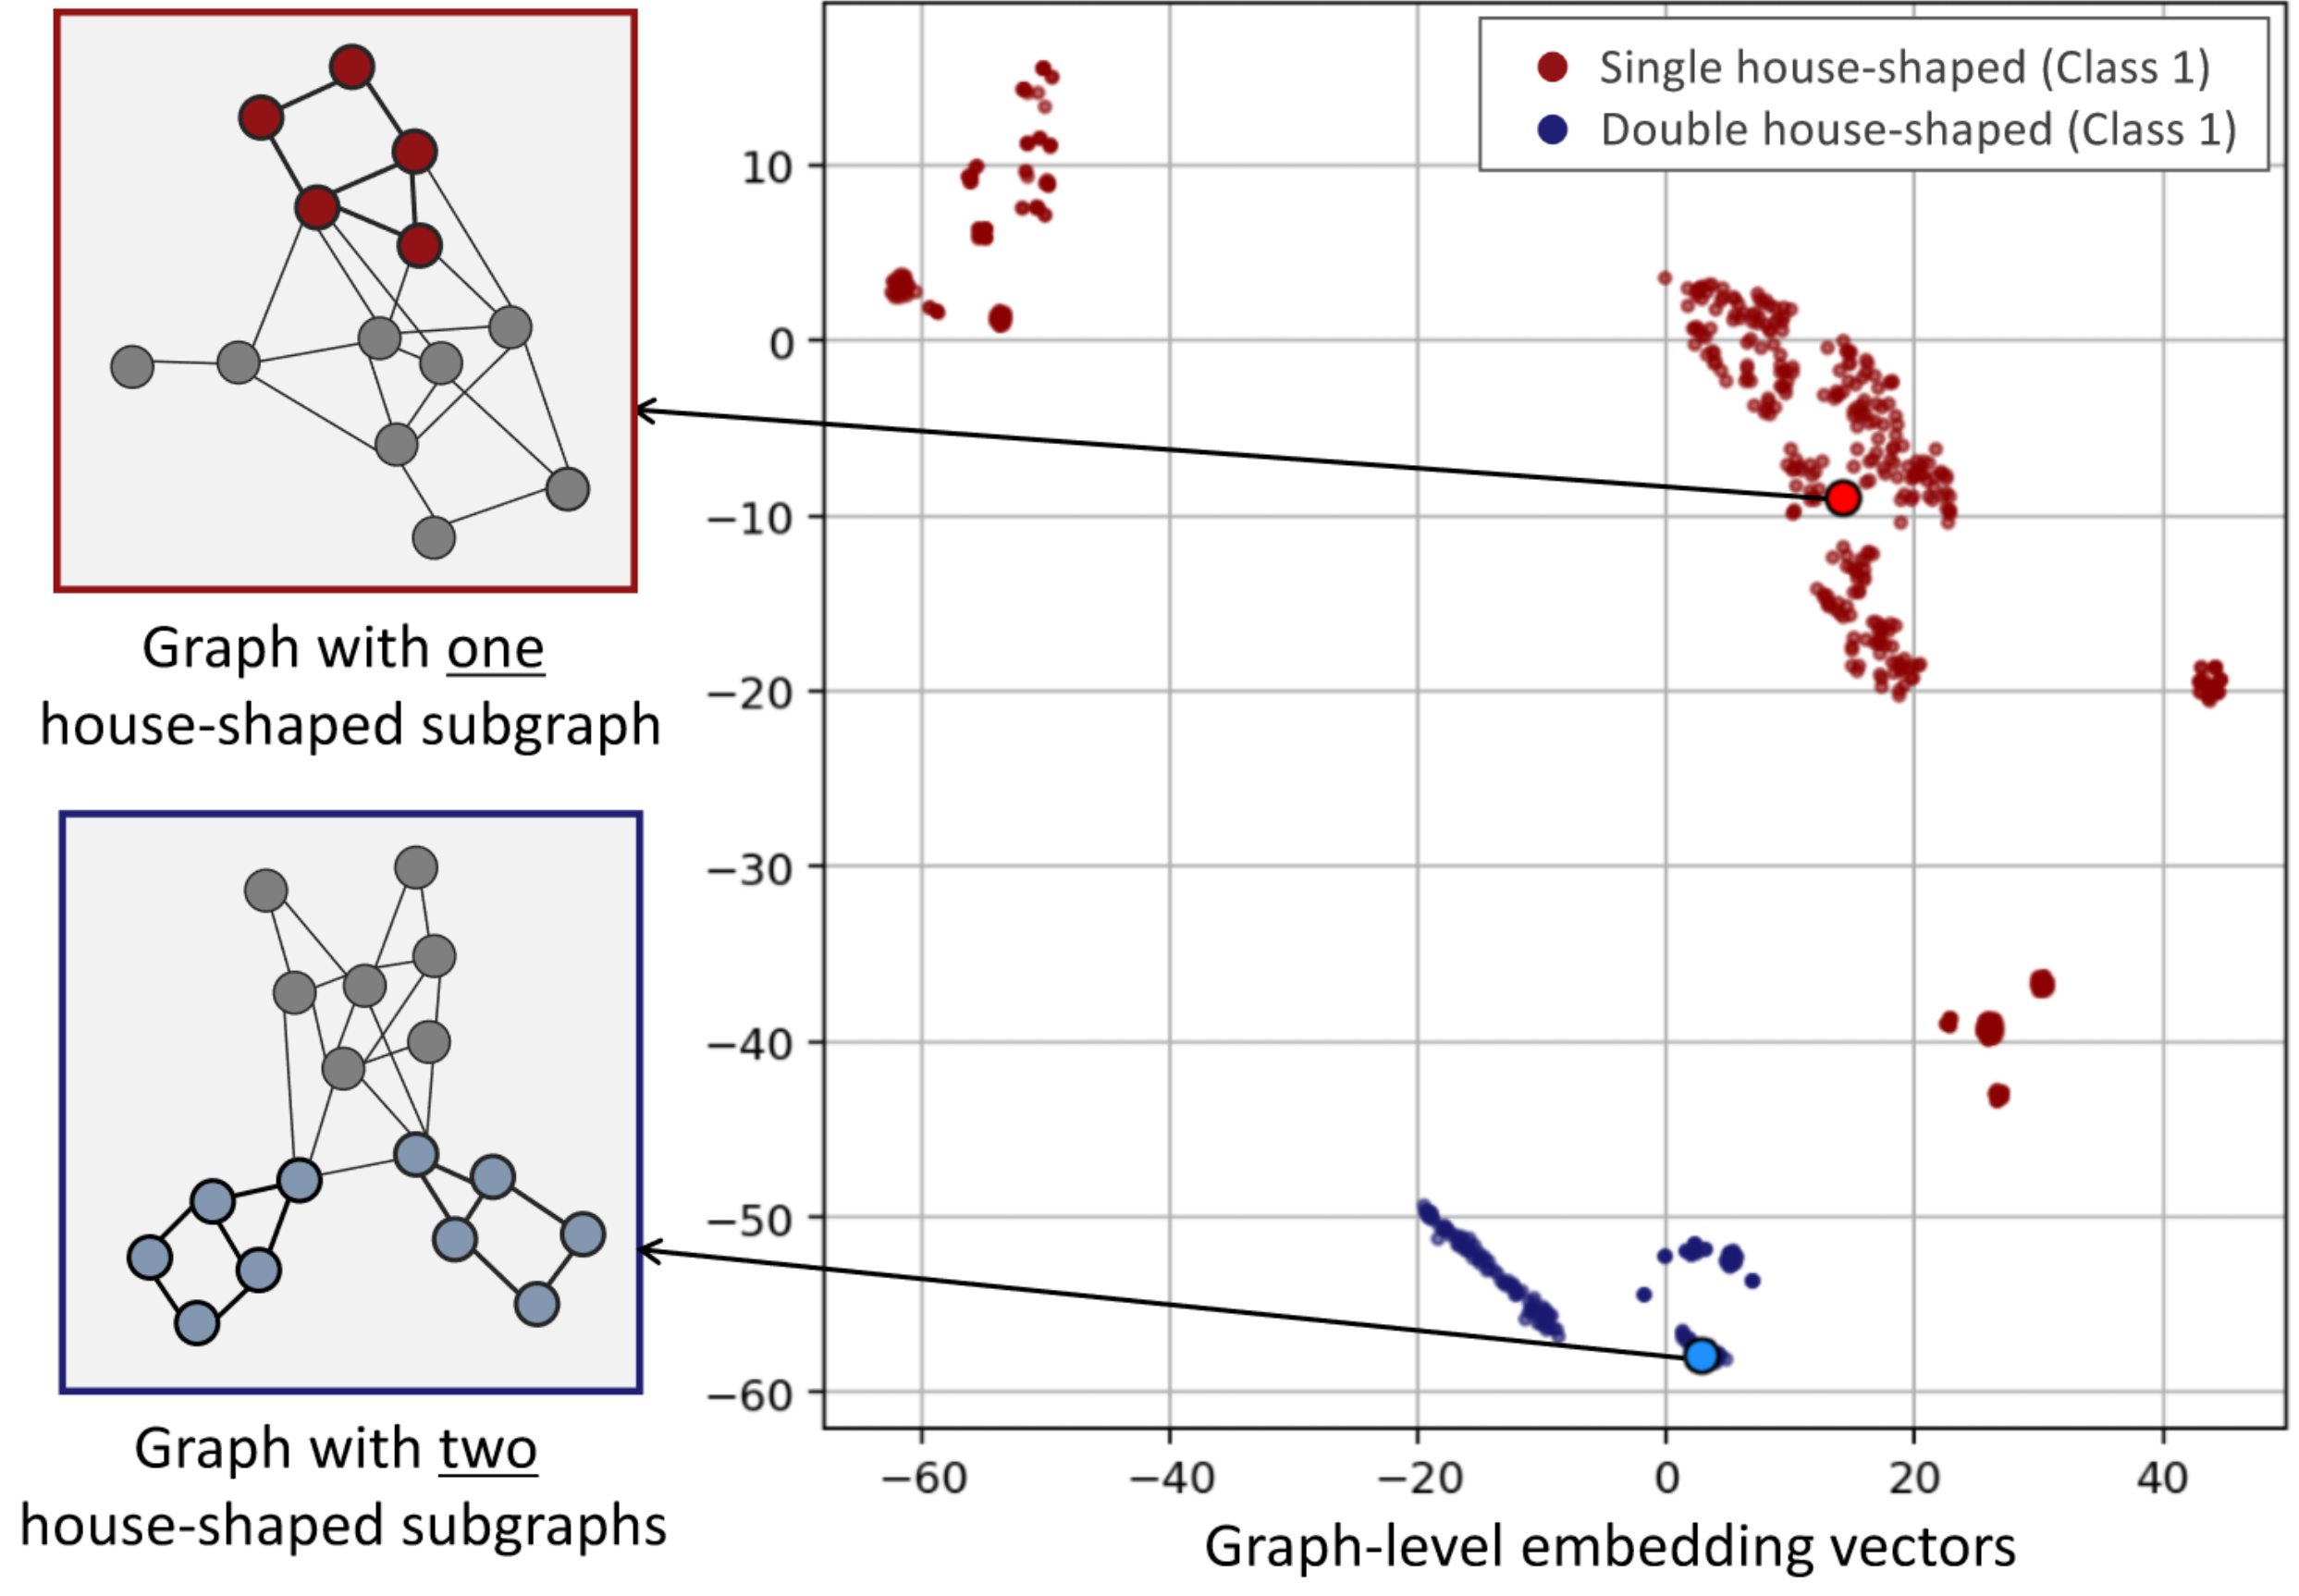 Graph with one
house-shaped subgraph
Graph with two
house-shaped subgraphs
Single house-shaped (Class 1)
Double house-shaped (Class 1)
10
0
−10
−20
−30
−40
−50
−60
−60 −40 −20 0 20 40
Graph-level embedding vectors